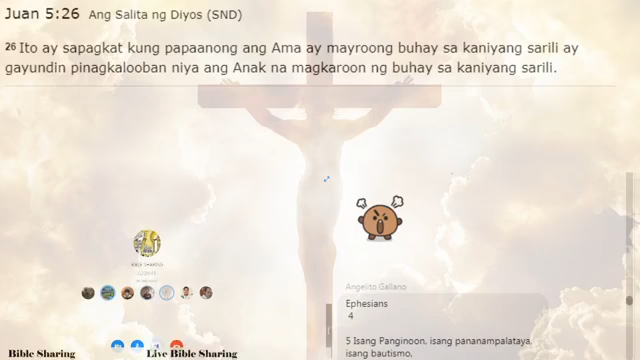 Juan 5:26 Ang Salita ng Diyos (SND)
26 Ito ay sapagkat kung papaanong ang Ama ay mayroong buhay sa kaniyang sarili ay
gayundin pinagkalooban niya ang Anak na magkaroon ng buhay sa kaniyang sarili.
BIBLE SHARING
Angelito Gallano
Ephesians
4
5 Isang Panginoon, isang pananampalataya,
isang bautismo,
Bible Sharing
Live Bible Sharing